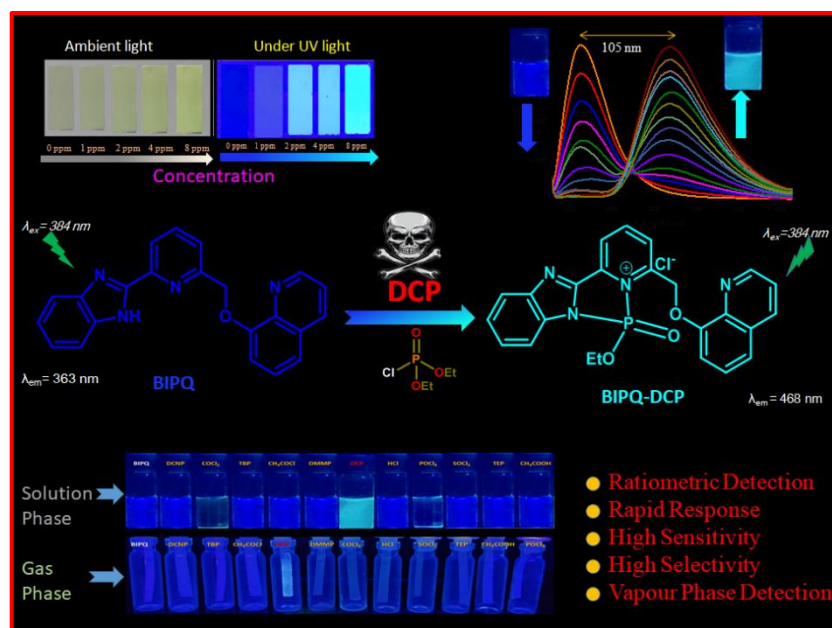 Ambient light
Under UV light
0 ppm 1 ppm 2 ppm 4 ppm 8 ppm
0 ppm 1 ppm 2 ppm 4 ppm 8 ppm
Concentration
105 nm
λex= 384 nm
N
N
NH
O
N
BIPQ
λem = 363 nm
DCP
O
Cl P OEt
OEt
λex= 384 nm
N
N
⊕
Cl-
N
P
O
O
N
EtO
BIPQ-DCP
λem = 468 nm
Solution
Phase
BIPQ DCNP COCl2 TBP CH3COCl DMMP DCP HCl POCl3 SOCl2 TEP CH3COOH
Gas
Phase
BIPQ DCNP TBP CH3COCl DMMP COCl2 HCl SOCl2 TEP CH3COOH POCl3
Ratiometric Detection
Rapid Response
High Sensitivity
High Selectivity
Vapour Phase Detection